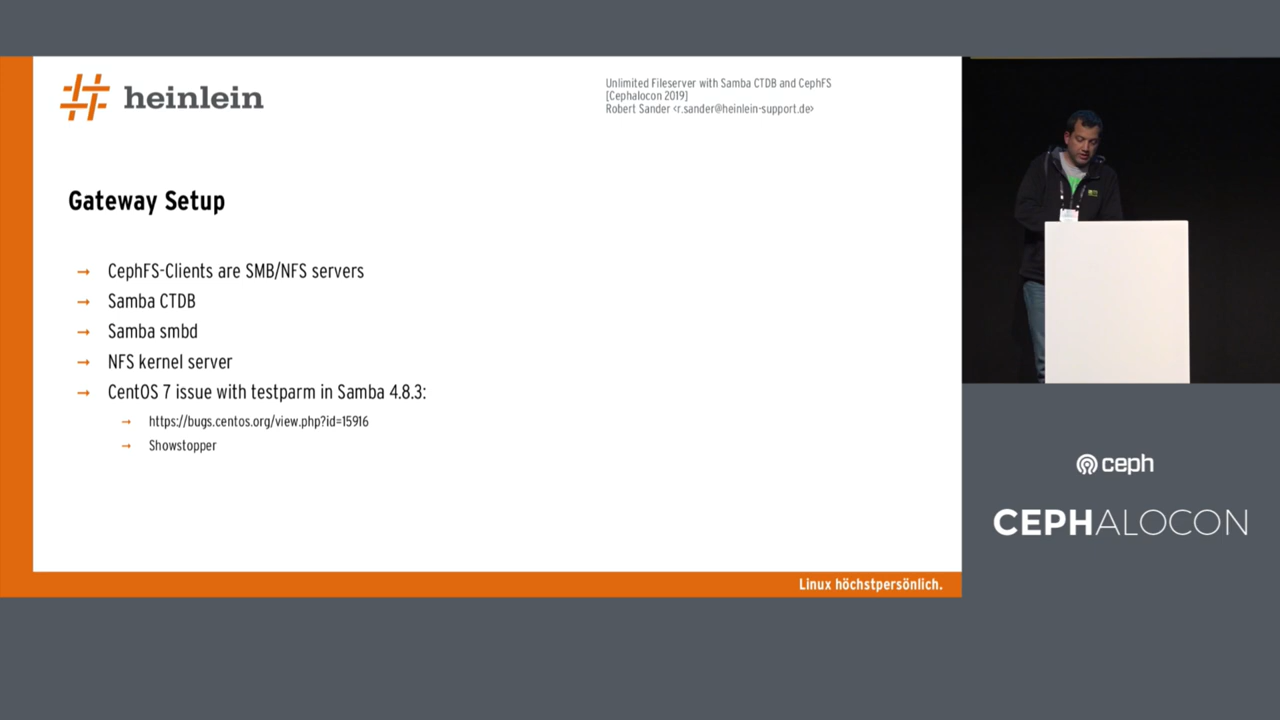 heinlein
Unlimited Fileserver with Samba CTDB and CephFS
[Cephalocon 2019]
Robert Sander <r.sander@heinlein-support.de>
Gateway Setup
→ CephFS-Clients are SMB/NFS servers
→ Samba CTDB
→ Samba smbd
→ NFS kernel server
→ CentOS 7 issue with testparm in Samba 4.8.3:
→ https://bugs.centos.org/view.php?id=15916
→ Showstopper
Linux höchstpersönlich.
ceph
CEPHALOCON